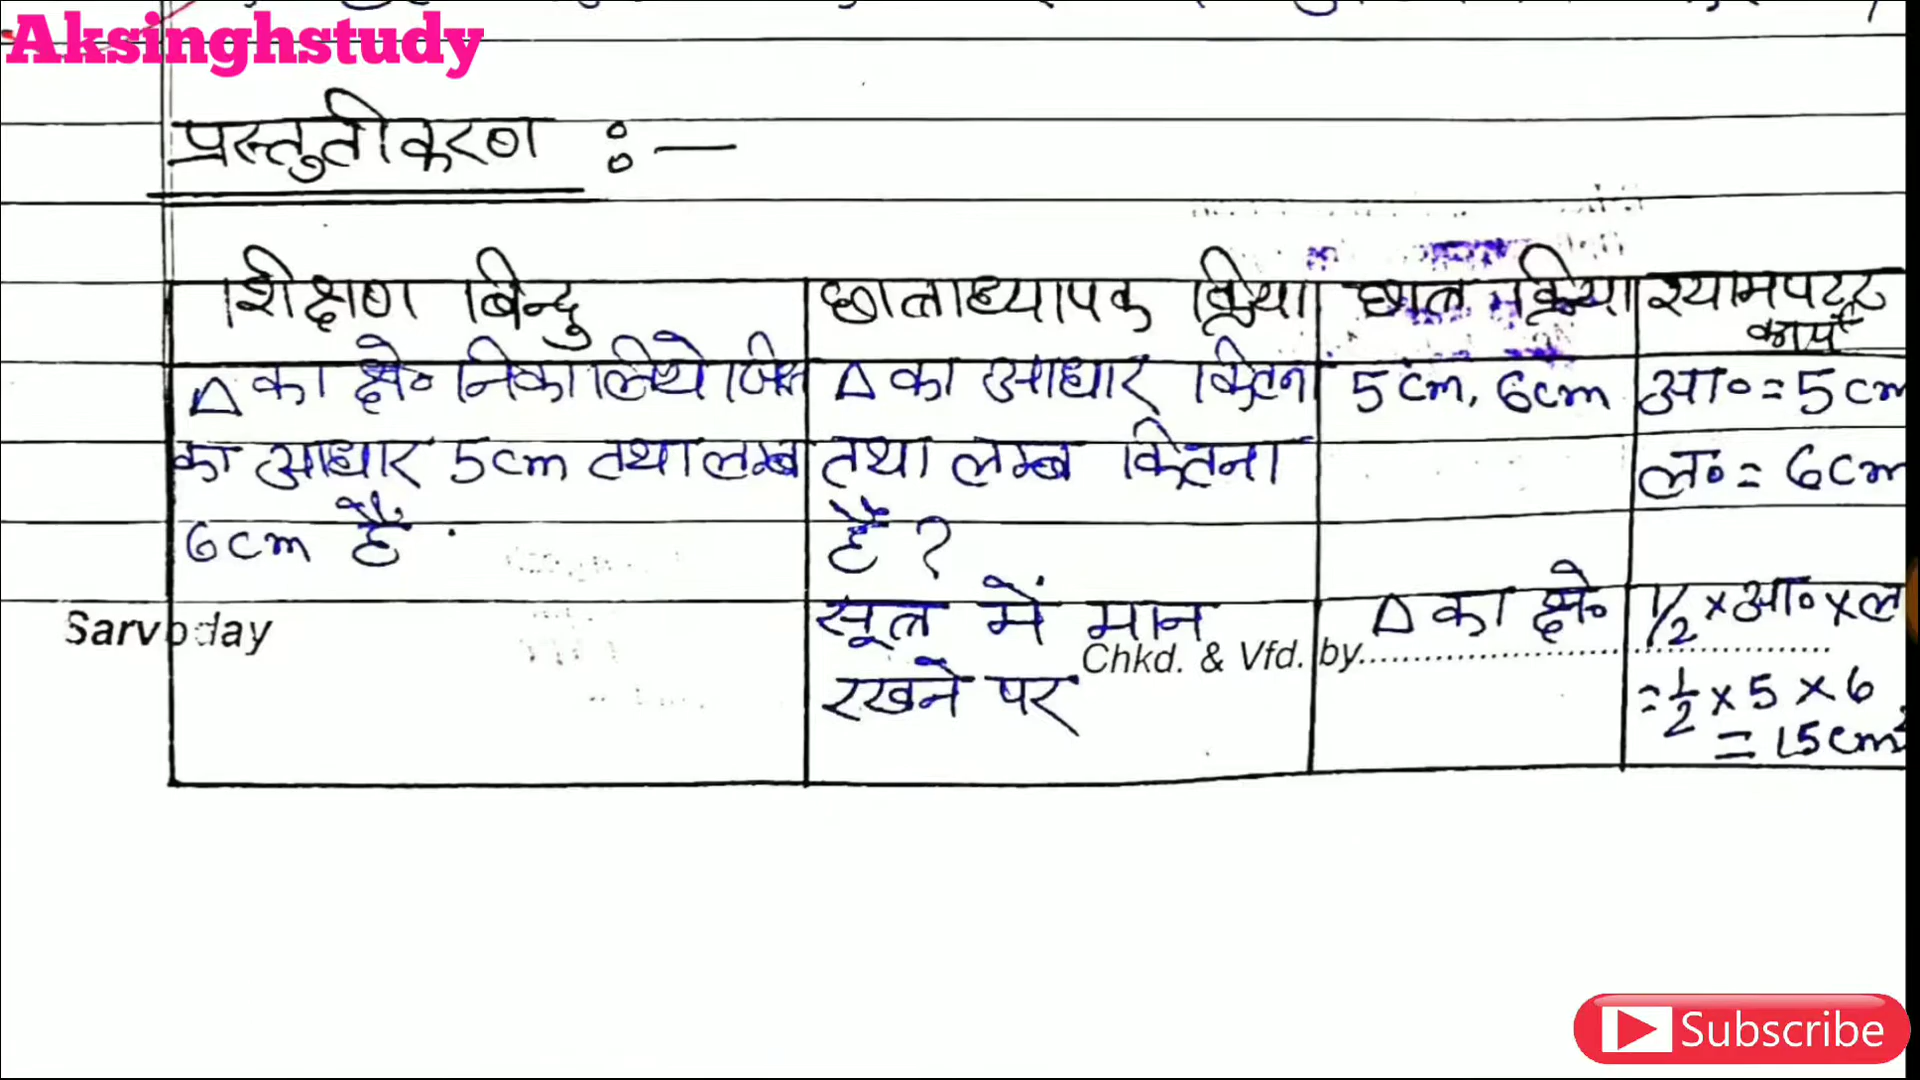 Aksinghstudy
प्रस्तुतीकरण :—
शिक्षण बिन्दु
छात्राध्यापक क्रिया
छात्र क्रिया
श्यामपट्ट
कार्य
△ का क्षे० निकालिये जिस
का आधार 5cm तथा लम्ब
6cm है
△ का आधार कितना
तथा लम्ब कितना
है ?
सूत्र में मान
रखने पर
5cm, 6cm
△ का क्षे०
आ० = 5cm
ल० = 6cm
1/2 × आ० × ल
= 1/2 × 5 × 6
= 15cm²
Sarvoday
Chkd. & Vfd. by
Subscribe